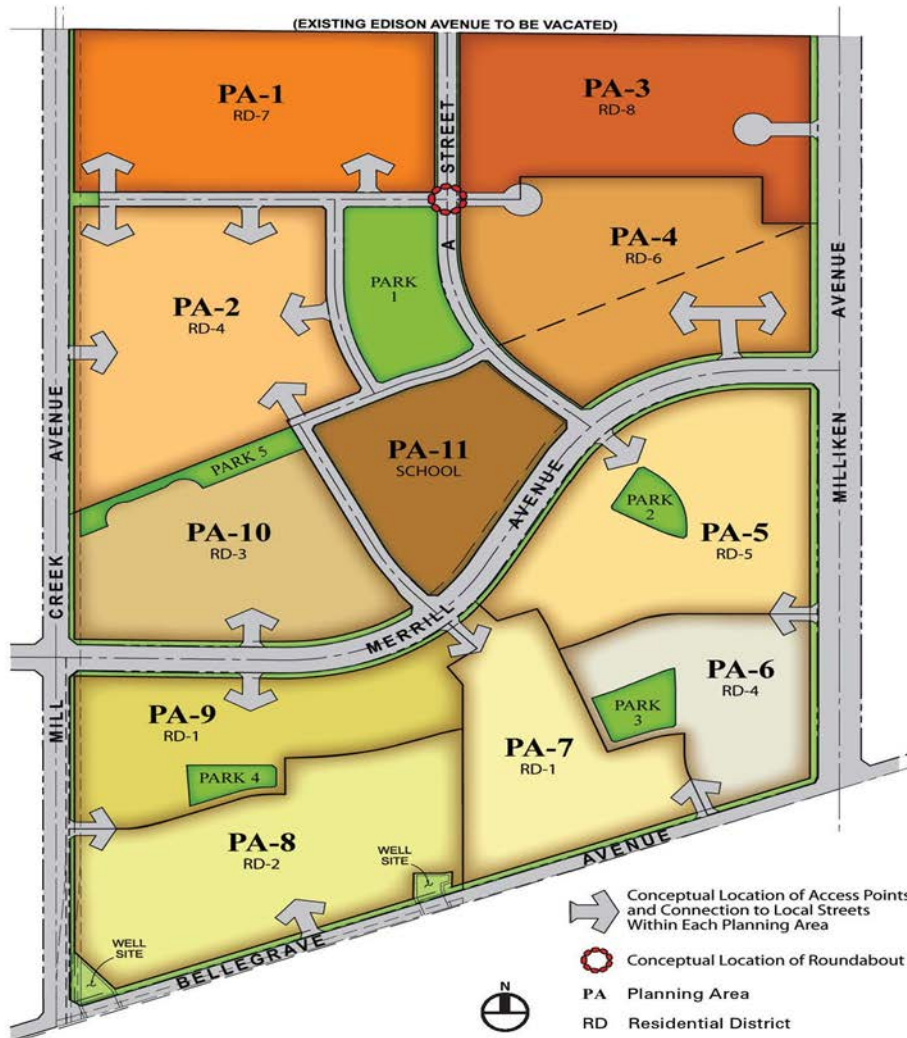 (EXISTING EDISON AVENUE TO BE VACATED)
PA-1
RD-7
A STREET
PA-3
RD-8
PA-4
RD-6
PARK
1
PA-2
RD-4
MILL CREEK AVENUE
MILLIKEN AVENUE
PARK 5
PA-11
SCHOOL
PARK
2
PA-5
RD-5
PA-10
RD-3
MERRILL AVENUE
PA-6
RD-4
PARK
3
PA-9
RD-1
PARK 4
PA-7
RD-1
PA-8
RD-2
WELL
SITE
WELL
SITE
BELLEGRAVE AVENUE
Conceptual Location of Access Points
and Connection to Local Streets
Within Each Planning Area
Conceptual Location of Roundabout
N
PA Planning Area
RD Residential District